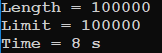 Length = 100000
Limit = 100000
Time = 8 s